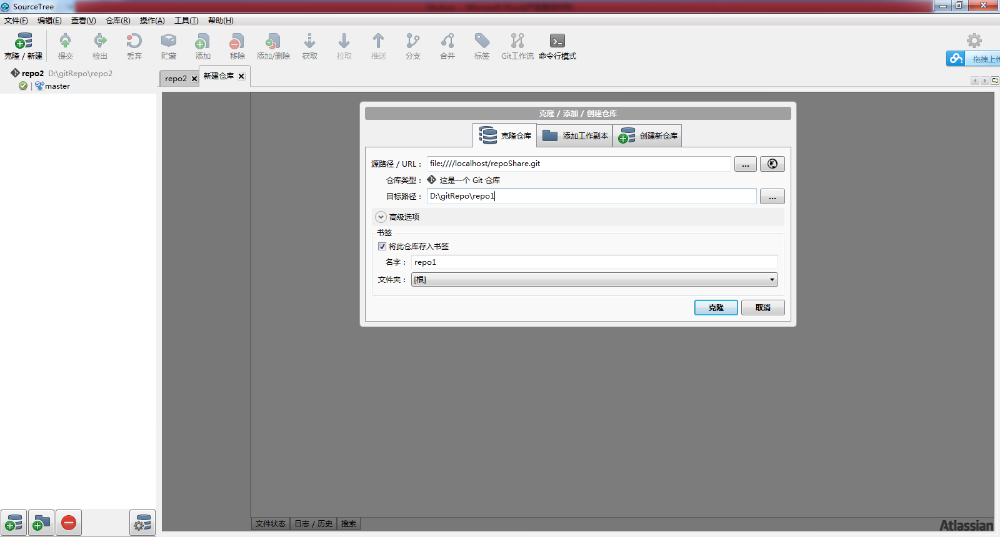 SourceTree
文件(F) 编辑(E) 查看(V) 仓库(R) 操作(A) 工具(T) 帮助(H)
克隆 / 新建 提交 检出 丢弃 贮藏 添加 移除 添加/删除 获取 拉取 推送 分支 合并 标签 Git工作流 命令行模式
拖拽上传
repo2 D:\gitRepo\repo2
master
repo2 新建仓库
克隆 / 添加 / 创建仓库
克隆仓库 添加工作副本 创建新仓库
源路径 / URL： file:////localhost/repoShare.git ...
仓库类型： 这是一个 Git 仓库
目标路径： D:\gitRepo\repo1 ...
高级选项
书签
将此仓库存入书签
名字： repo1
文件夹： [根]
克隆 取消
文件状态 日志 / 历史 搜索
Atlassian